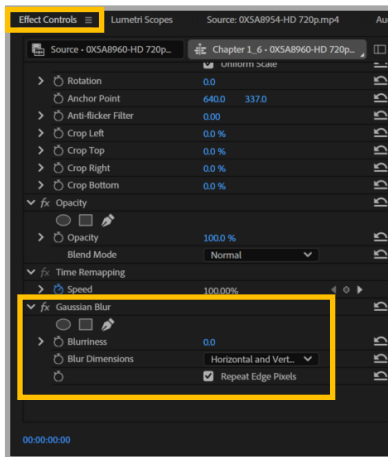 Effect Controls Lumetri Scopes Source: 0X5A8954-HD 720p.mp4 Au
Source • 0X5A8960-HD 720p... Chapter 1_6 • 0X5A8960-HD 720p...
Uniform Scale
Rotation 0.0
Anchor Point 640.0 337.0
Anti-flicker Filter 0.00
Crop Left 0.0 %
Crop Top 0.0 %
Crop Right 0.0 %
Crop Bottom 0.0 %
fx Opacity
Opacity 100.0 %
Blend Mode Normal
fx Time Remapping
Speed 100.00%
fx Gaussian Blur
Blurriness 0.0
Blur Dimensions Horizontal and Vert...
Repeat Edge Pixels
00:00:00:00